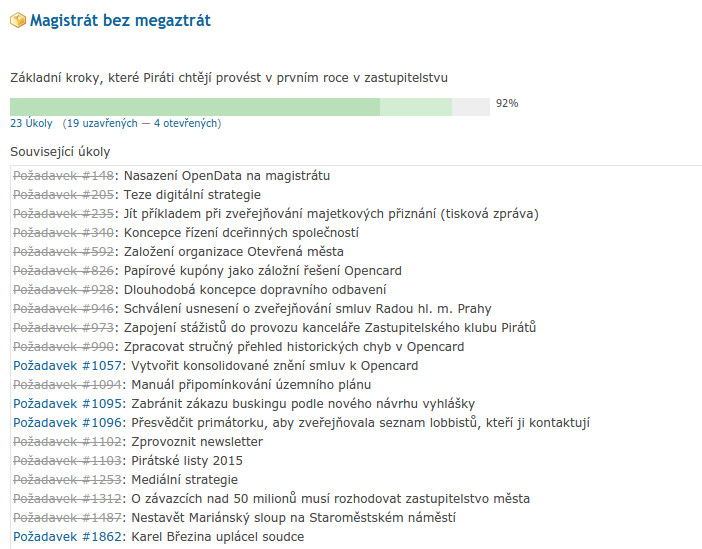 Magistrát bez megaztrát
Základní kroky, které Piráti chtějí provést v prvním roce v zastupitelstvu
92%
23 Úkoly (19 uzavřených — 4 otevřených)
Související úkoly
Požadavek #148: Nasazení OpenData na magistrátu
Požadavek #205: Teze digitální strategie
Požadavek #235: Jít příkladem při zveřejňování majetkových přiznání (tisková zpráva)
Požadavek #340: Koncepce řízení dceřinných společností
Požadavek #592: Založení organizace Otevřená města
Požadavek #826: Papírové kupóny jako záložní řešení Opencard
Požadavek #928: Dlouhodobá koncepce dopravního odbavení
Požadavek #946: Schválení usnesení o zveřejňování smluv Radou hl. m. Prahy
Požadavek #973: Zapojení stážistů do provozu kanceláře Zastupitelského klubu Pirátů
Požadavek #990: Zpracovat stručný přehled historických chyb v Opencard
Požadavek #1057: Vytvořit konsolidované znění smluv k Opencard
Požadavek #1094: Manuál připomínkování územního plánu
Požadavek #1095: Zabránit zákazu buskingu podle nového návrhu vyhlášky
Požadavek #1096: Přesvědčit primátorku, aby zveřejňovala seznam lobbistů, kteří ji kontaktují
Požadavek #1102: Zprovoznit newsletter
Požadavek #1103: Pirátské listy 2015
Požadavek #1253: Mediální strategie
Požadavek #1312: O závazcích nad 50 milionů musí rozhodovat zastupitelstvo města
Požadavek #1487: Nestavět Mariánský sloup na Staroměstském náměstí
Požadavek #1862: Karel Březina uplácel soudce